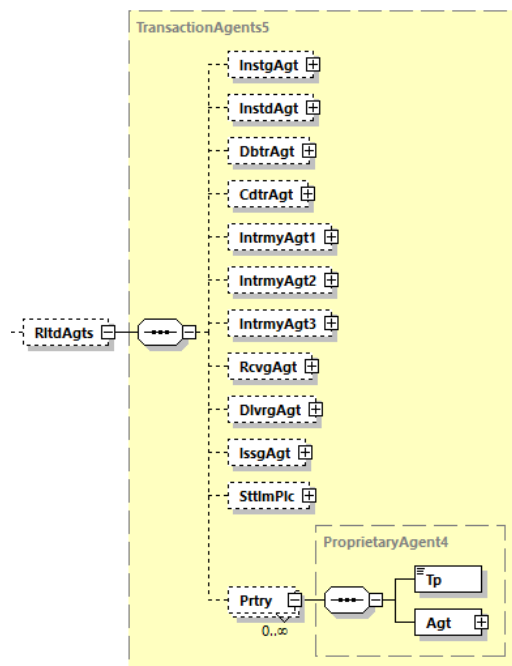 TransactionAgents5
InstgAgt
InstdAgt
DbtrAgt
CdtrAgt
IntrmyAgt1
IntrmyAgt2
IntrmyAgt3
RltdAgts
RcvgAgt
DlvrgAgt
IssgAgt
SttlmPlc
ProprietaryAgent4
Tp
Prtry
Agt
0..∞